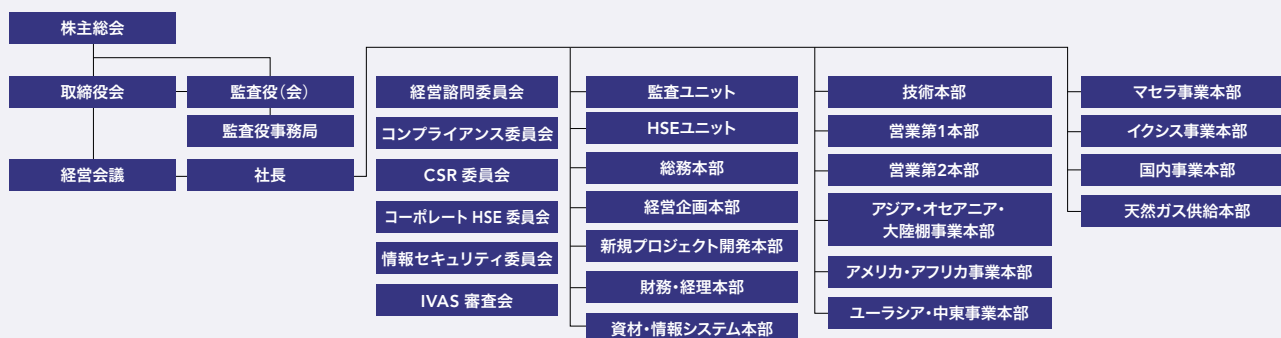 株主総会
取締役会
監査役（会）
監査役事務局
経営会議
社長
経営諮問委員会
コンプライアンス委員会
CSR 委員会
コーポレート HSE 委員会
情報セキュリティ委員会
IVAS 審査会
監査ユニット
HSEユニット
総務本部
経営企画本部
新規プロジェクト開発本部
財務・経理本部
資材・情報システム本部
技術本部
営業第1本部
営業第2本部
アジア・オセアニア・
大陸棚事業本部
アメリカ・アフリカ事業本部
ユーラシア・中東事業本部
マセラ事業本部
イクシス事業本部
国内事業本部
天然ガス供給本部